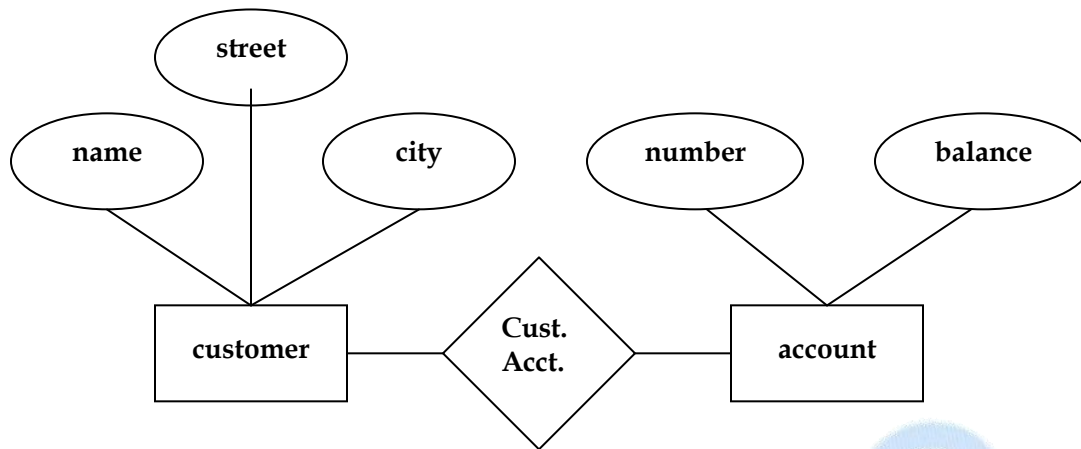 street
name
city
number
balance
customer
Cust.
Acct.
account